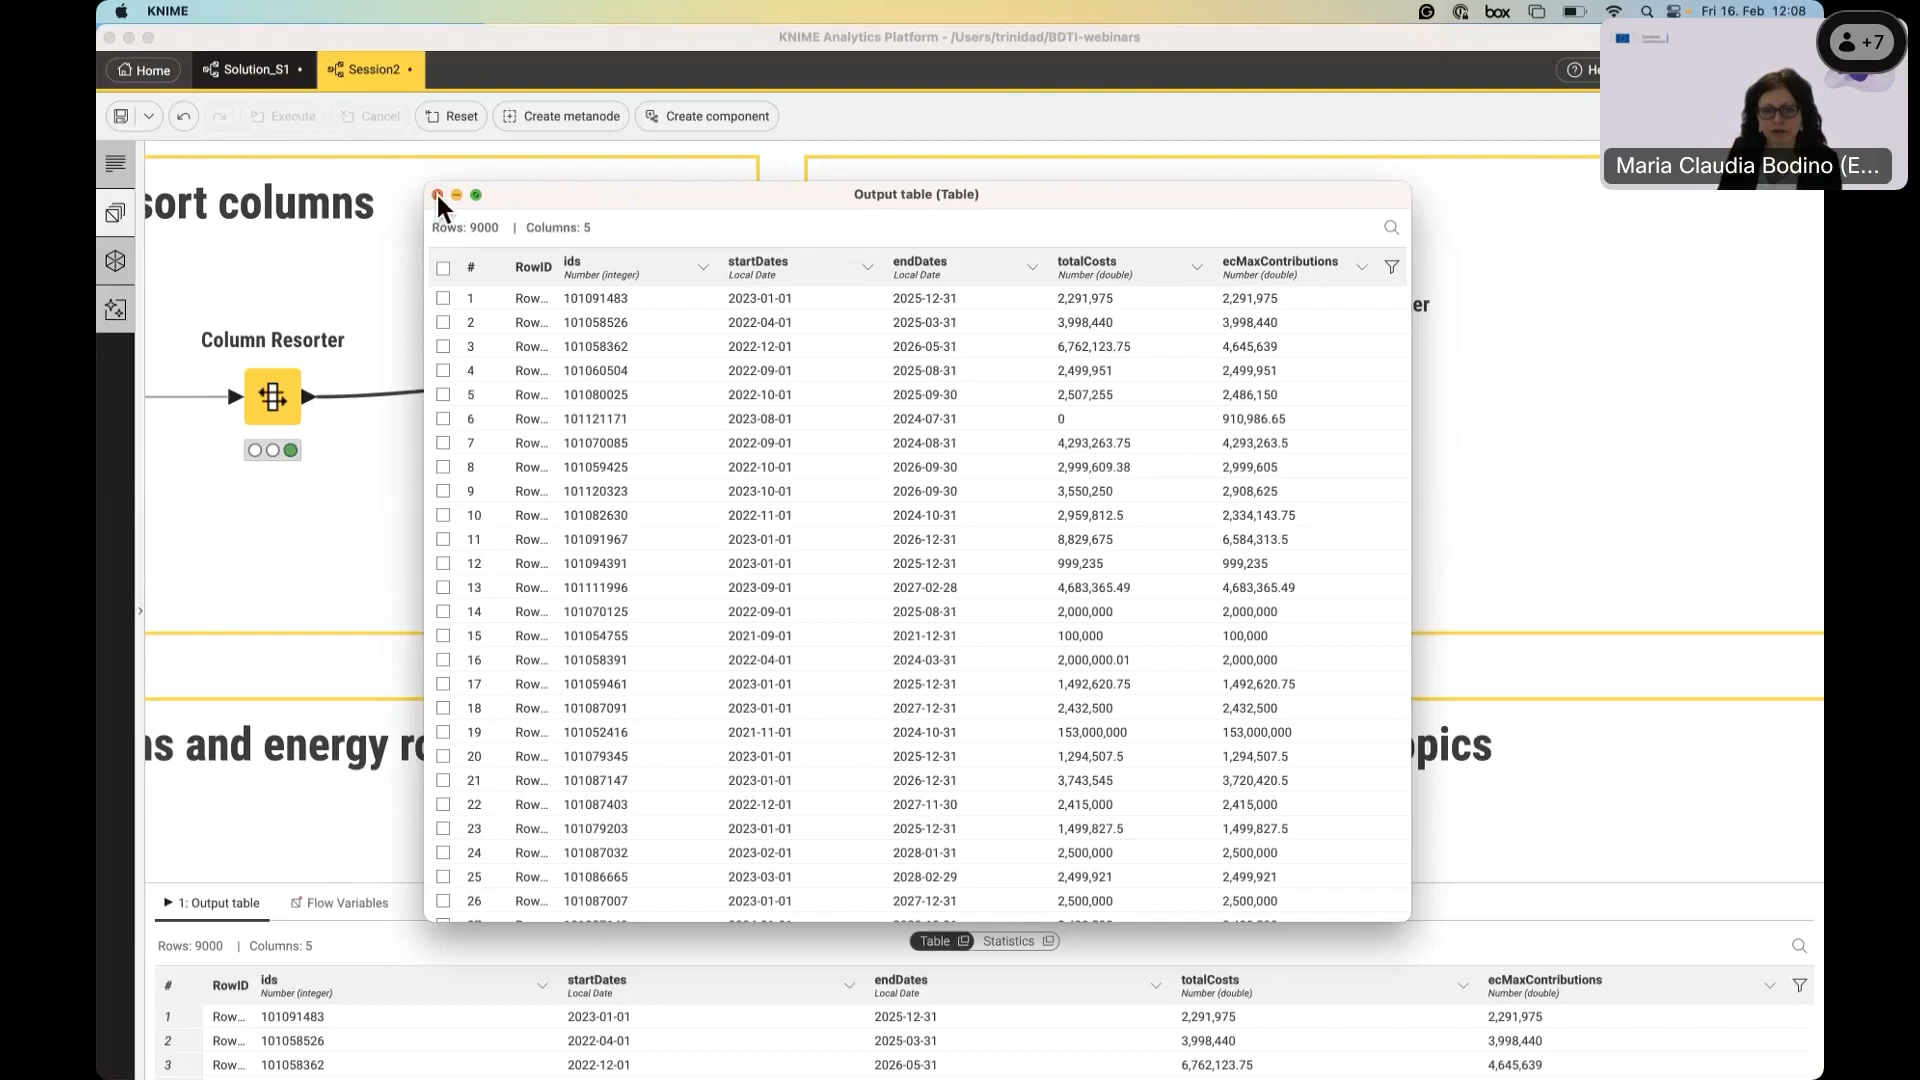 KNIME
box
Fri 16. Feb 12:08
KNIME Analytics Platform - /Users/trinidad/BDTI-webinars
Home
Solution_S1 •
Session2 •
Execute
Cancel
Reset
Create metanode
Create component
+7
Maria Claudia Bodino (E...
sort columns
Column Resorter
Output table (Table)
Rows: 9000 | Columns: 5
# RowID ids startDates endDates totalCosts ecMaxContributions
Number (integer) Local Date Local Date Number (double) Number (double)
1 Row... 101091483 2023-01-01 2025-12-31 2,291,975 2,291,975
2 Row... 101058526 2022-04-01 2025-03-31 3,998,440 3,998,440
3 Row... 101058362 2022-12-01 2026-05-31 6,762,123.75 4,645,639
4 Row... 101060504 2022-09-01 2025-08-31 2,499,951 2,499,951
5 Row... 101080025 2022-10-01 2025-09-30 2,507,255 2,486,150
6 Row... 101121171 2023-08-01 2024-07-31 0 910,986.65
7 Row... 101070085 2022-09-01 2024-08-31 4,293,263.75 4,293,263.5
8 Row... 101059425 2022-10-01 2026-09-30 2,999,609.38 2,999,605
9 Row... 101120323 2023-10-01 2026-09-30 3,550,250 2,908,625
10 Row... 101082630 2022-11-01 2024-10-31 2,959,812.5 2,334,143.75
11 Row... 101091967 2023-01-01 2026-12-31 8,829,675 6,584,313.5
12 Row... 101094391 2023-01-01 2025-12-31 999,235 999,235
13 Row... 101111996 2023-09-01 2027-02-28 4,683,365.49 4,683,365.49
14 Row... 101070125 2022-09-01 2025-08-31 2,000,000 2,000,000
15 Row... 101054755 2021-09-01 2021-12-31 100,000 100,000
16 Row... 101058391 2022-04-01 2024-03-31 2,000,000.01 2,000,000
17 Row... 101059461 2023-01-01 2025-12-31 1,492,620.75 1,492,620.75
18 Row... 101087091 2023-01-01 2027-12-31 2,432,500 2,432,500
19 Row... 101052416 2021-11-01 2024-10-31 153,000,000 153,000,000
20 Row... 101079345 2023-01-01 2025-12-31 1,294,507.5 1,294,507.5
21 Row... 101087147 2023-01-01 2026-12-31 3,743,545 3,720,420.5
22 Row... 101087403 2022-12-01 2027-11-30 2,415,000 2,415,000
23 Row... 101079203 2023-01-01 2025-12-31 1,499,827.5 1,499,827.5
24 Row... 101087032 2023-02-01 2028-01-31 2,500,000 2,500,000
25 Row... 101086665 2023-03-01 2028-02-29 2,499,921 2,499,921
26 Row... 101087007 2023-01-01 2027-12-31 2,500,000 2,500,000
er
ns and energy ro
opics
1: Output table
Flow Variables
Rows: 9000 | Columns: 5
Table
Statistics
# RowID ids startDates endDates totalCosts ecMaxContributions
Number (integer) Local Date Local Date Number (double) Number (double)
1 Row... 101091483 2023-01-01 2025-12-31 2,291,975 2,291,975
2 Row... 101058526 2022-04-01 2025-03-31 3,998,440 3,998,440
3 Row... 101058362 2022-12-01 2026-05-31 6,762,123.75 4,645,639